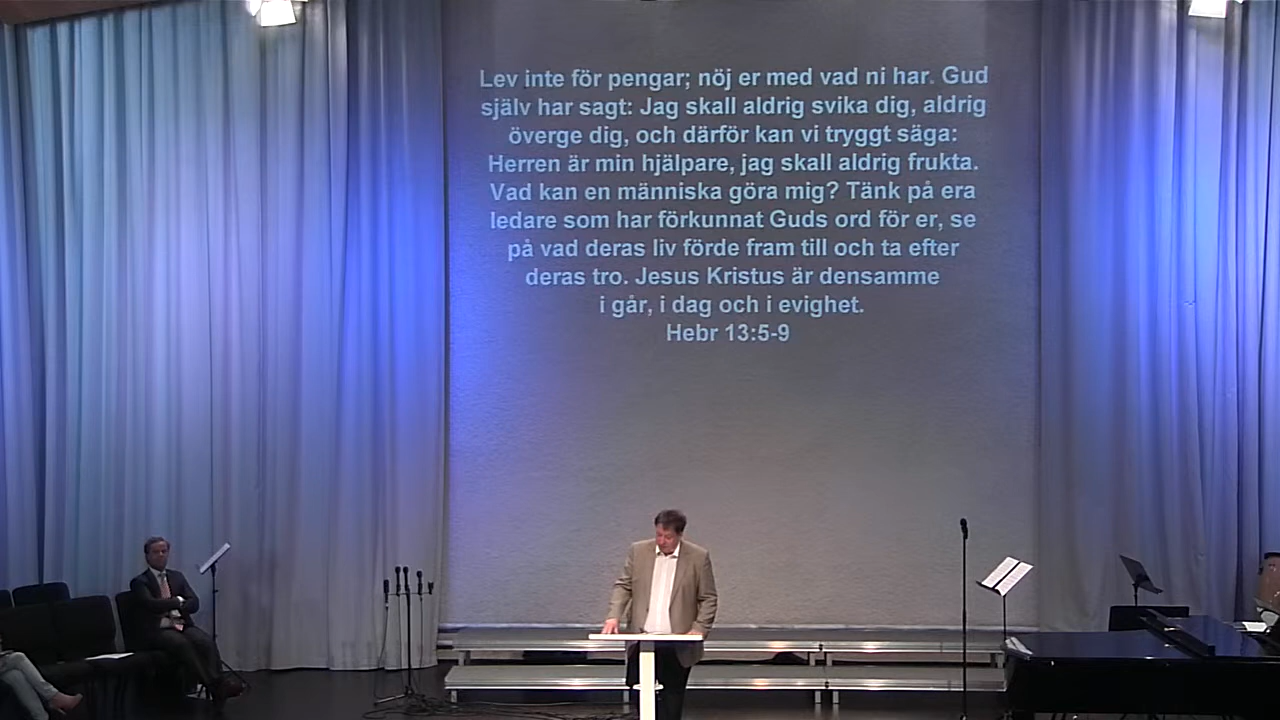 Lev inte för pengar; nöj er med vad ni har. Gud
själv har sagt: Jag skall aldrig svika dig, aldrig
överge dig, och därför kan vi tryggt säga:
Herren är min hjälpare, jag skall aldrig frukta.
Vad kan en människa göra mig? Tänk på era
ledare som har förkunnat Guds ord för er, se
på vad deras liv förde fram till och ta efter
deras tro. Jesus Kristus är densamme
i går, i dag och i evighet.
Hebr 13:5-9